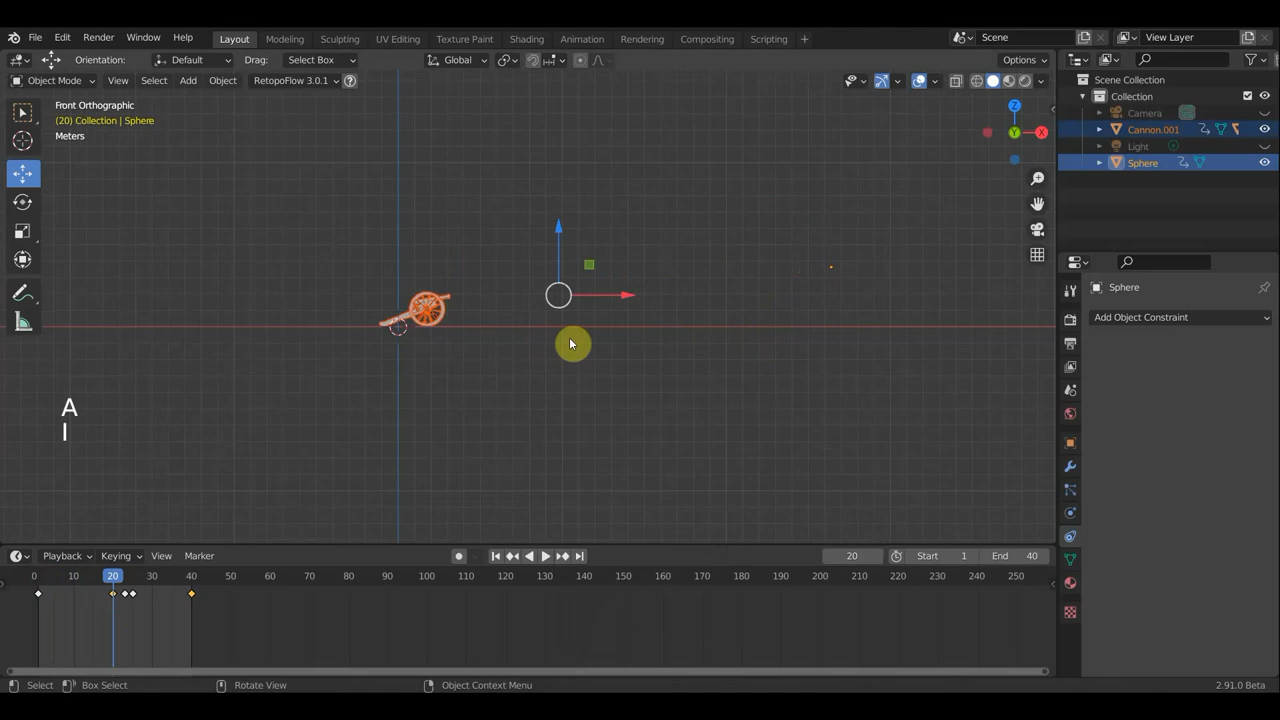 File Edit Render Window Help Layout Modeling Sculpting UV Editing Texture Paint Shading Animation Rendering Compositing Scripting + Scene View Layer
Orientation: Default Drag: Select Box Global Options
Object Mode View Select Add Object RetopoFlow 3.0.1
Front Orthographic
(20) Collection | Sphere
Meters
Z
Y
X
Scene Collection
Collection
Camera
Cannon.001
Light
Sphere
Sphere
Add Object Constraint
A
I
Playback Keying View Marker 20 Start 1 End 40
0 10 20 30 40 50 60 70 80 90 100 110 120 130 140 150 160 170 180 190 200 210 220 230 240 250
Select Box Select Rotate View Object Context Menu 2.91.0 Beta